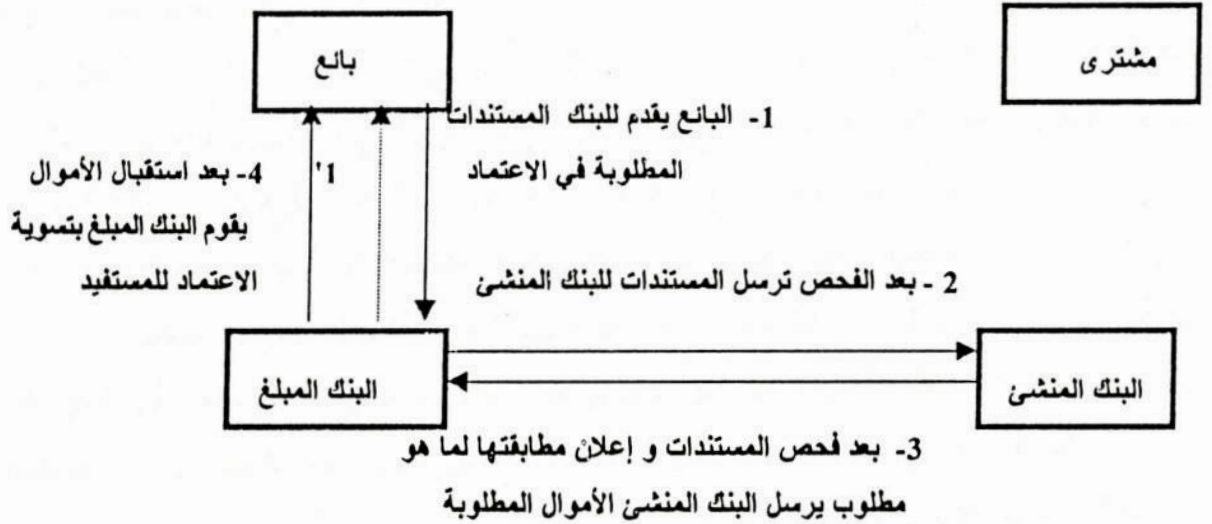 مشترى
بائع
1- البائع يقدم للبنك المستندات
المطلوبة في الاعتماد
1'
4- بعد استقبال الأموال
يقوم البنك المبلغ بتسوية
الاعتماد للمستفيد
2 - بعد الفحص ترسل المستندات للبنك المنشئ
البنك المنشئ
البنك المبلغ
3- بعد فحص المستندات و إعلان مطابقتها لما هو
مطلوب يرسل البنك المنشئ الأموال المطلوبة